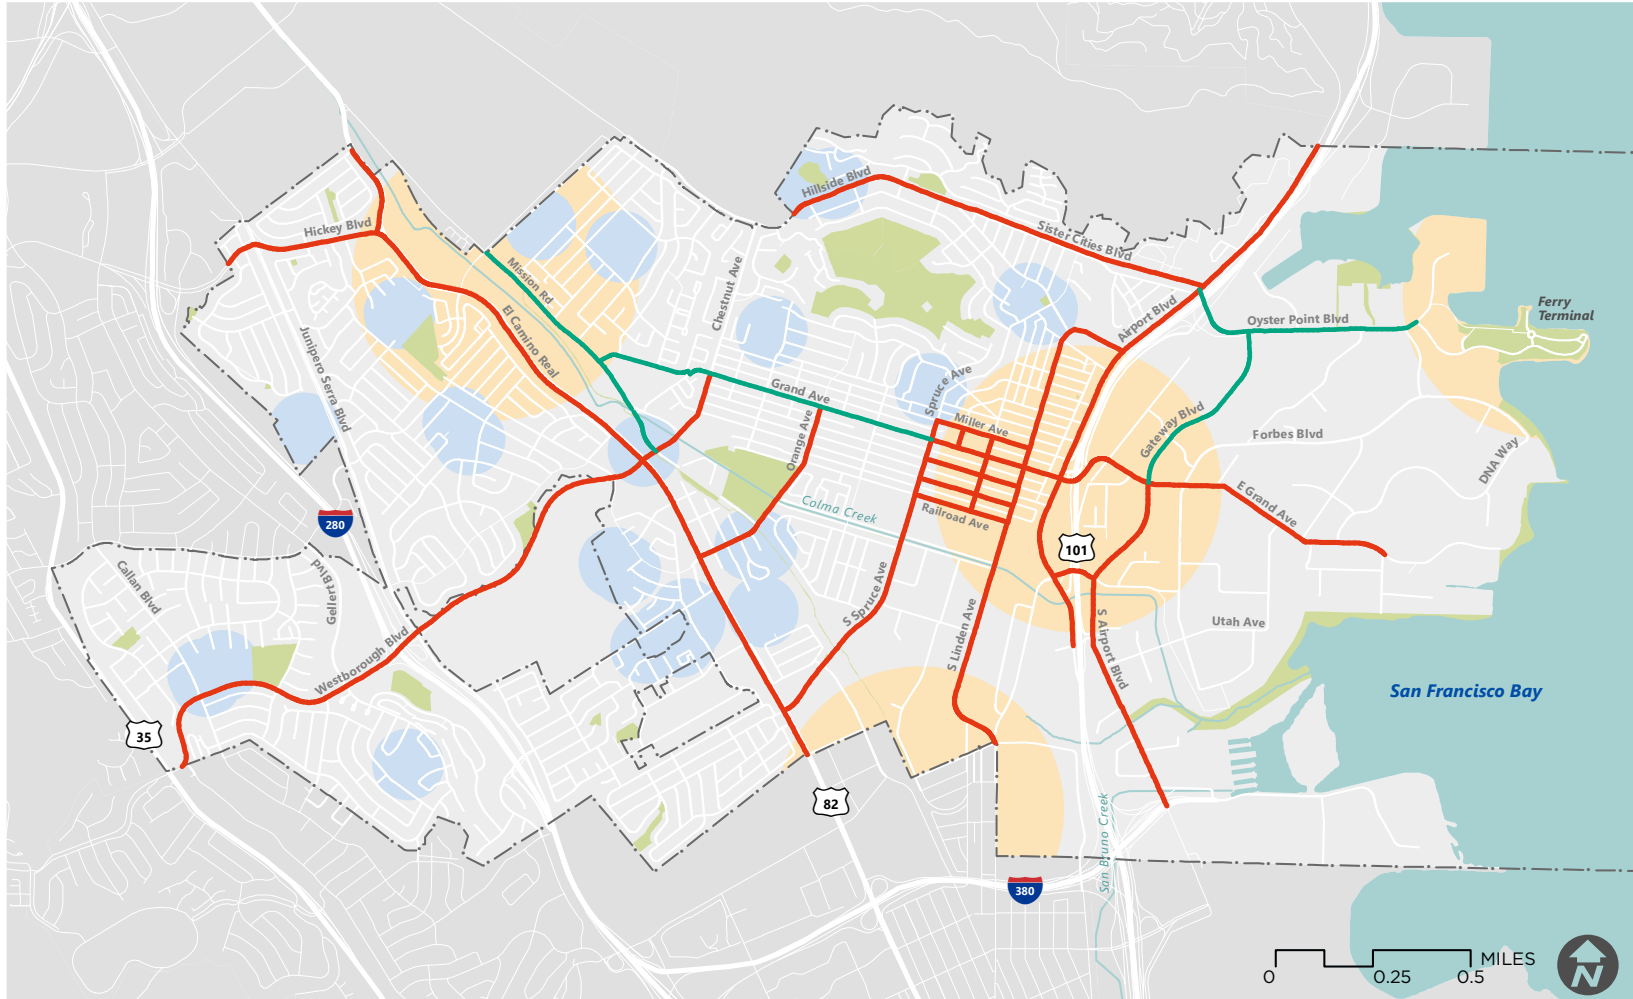 Hillside Blvd
Hickey Blvd
Sister Cities Blvd
Mission Rd
Chestnut Ave
Ferry
Terminal
Airport Blvd
Oyster Point Blvd
El Camino Real
Junipero Serra Blvd
Grand Ave
Spruce Ave
Miller Ave
Gateway Blvd
Forbes Blvd
Orange Ave
DNA Way
E Grand Ave
Colma Creek
Railroad Ave
280
101
Callan Blvd
Gellert Blvd
S Spruce Ave
S Linden Ave
S Airport Blvd
Utah Ave
Westborough Blvd
San Francisco Bay
35
82
San Bruno Creek
380
MILES
0
0.25
0.5
N